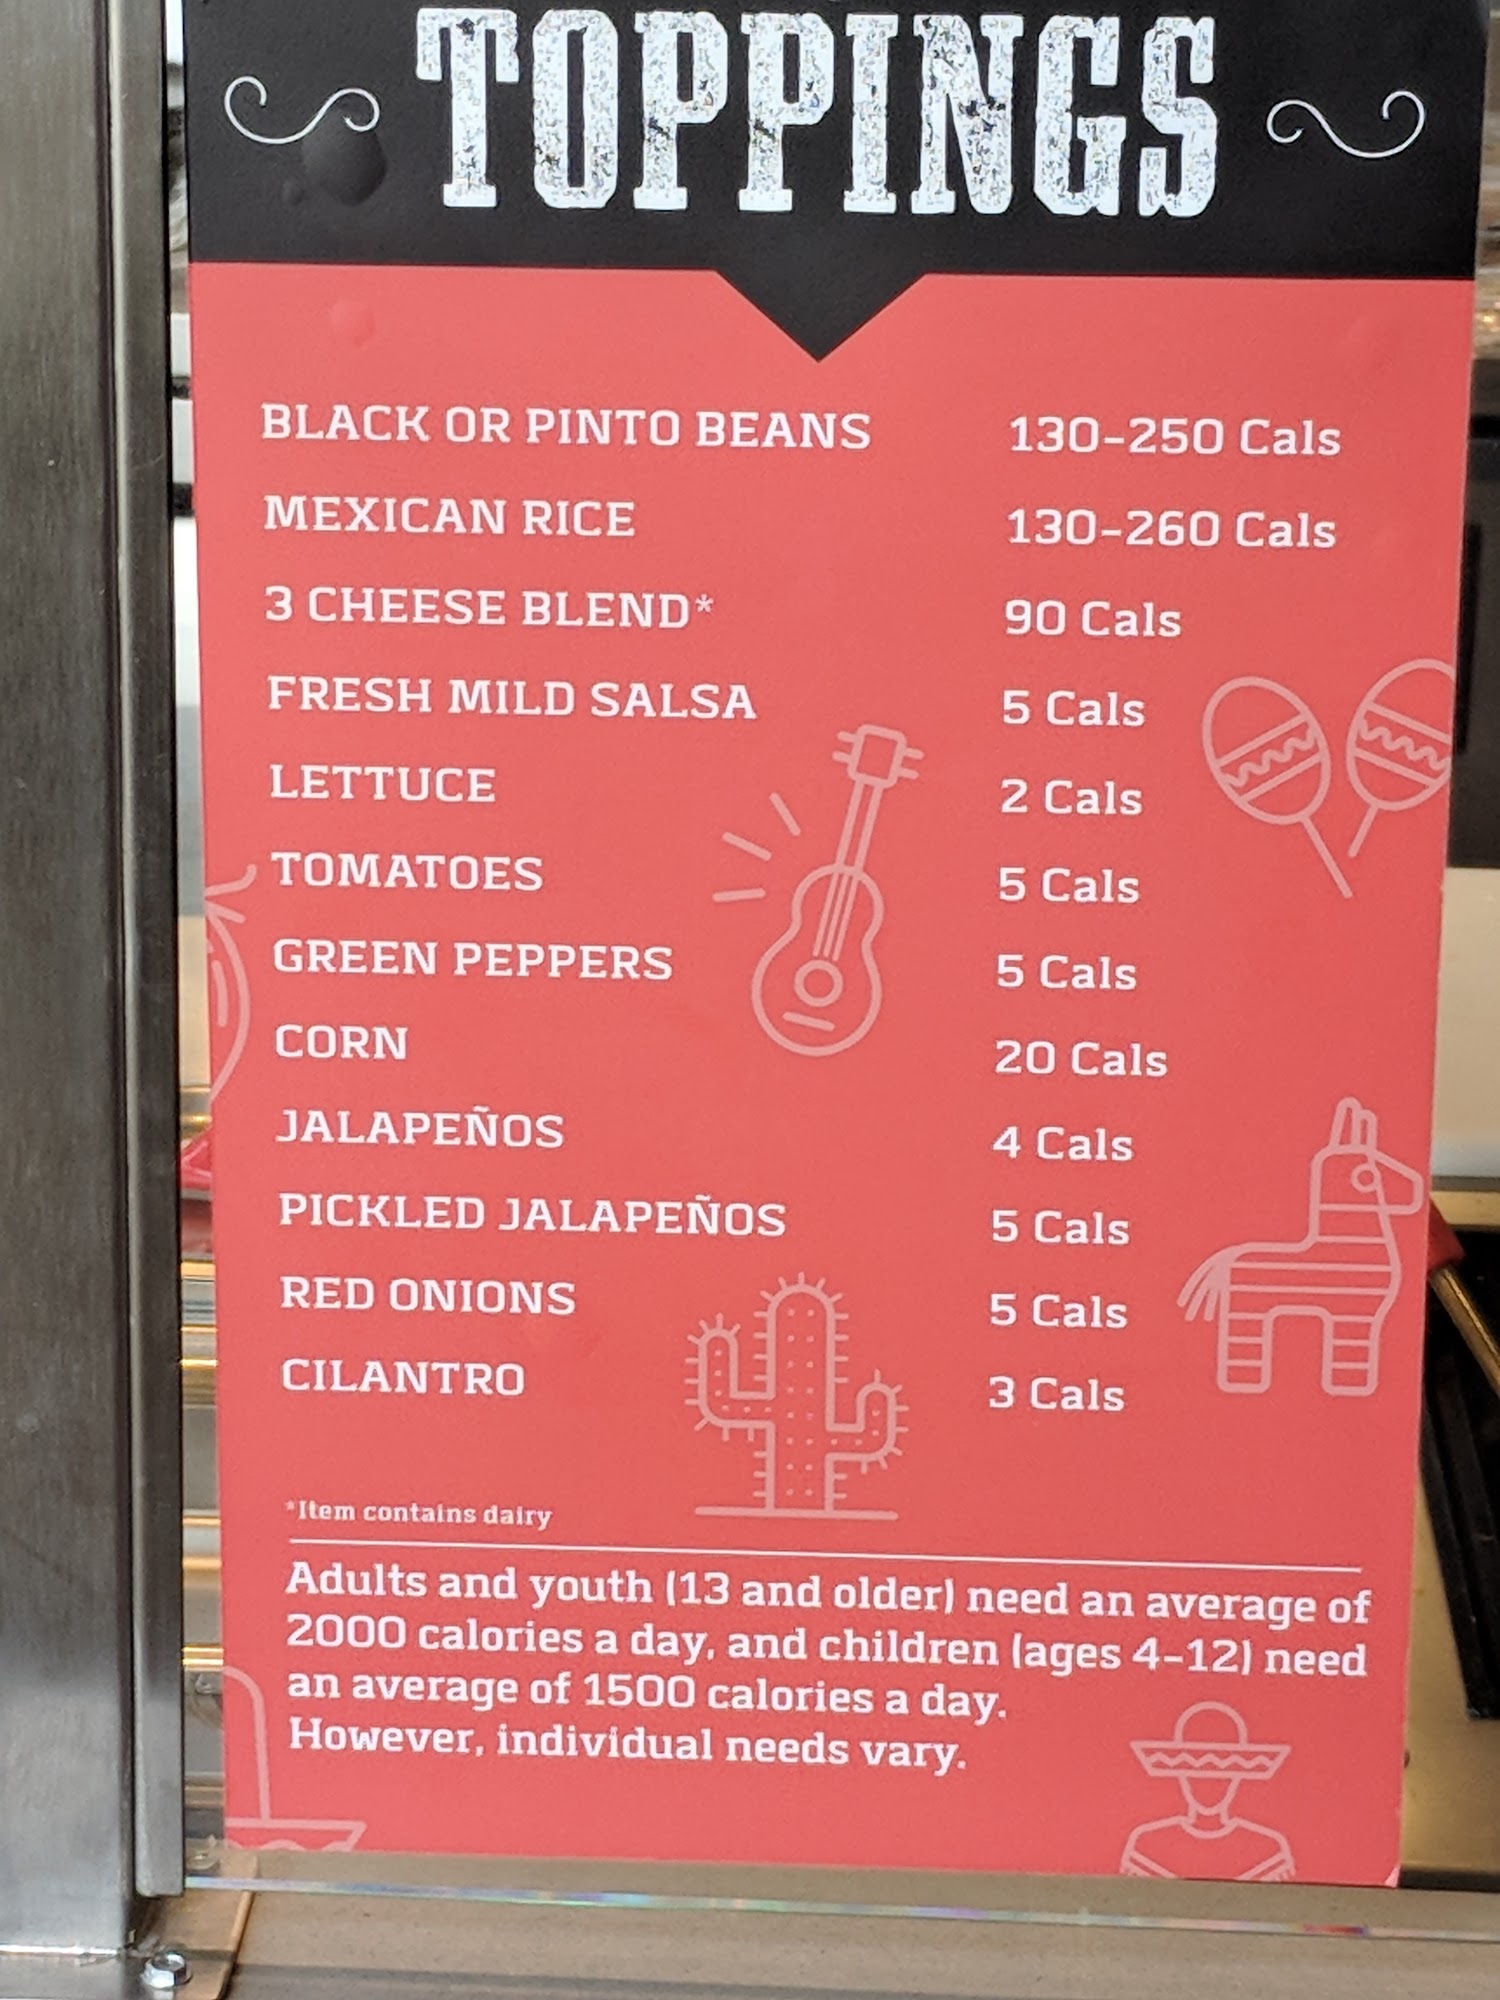 TOPPINGS
BLACK OR PINTO BEANS 130-250 Cals
MEXICAN RICE 130-260 Cals
3 CHEESE BLEND* 90 Cals
FRESH MILD SALSA 5 Cals
LETTUCE 2 Cals
TOMATOES 5 Cals
GREEN PEPPERS 5 Cals
CORN 20 Cals
JALAPEÑOS 4 Cals
PICKLED JALAPEÑOS 5 Cals
RED ONIONS 5 Cals
CILANTRO 3 Cals
*Item contains dairy
Adults and youth (13 and older) need an average of
2000 calories a day, and children (ages 4-12) need
an average of 1500 calories a day.
However, individual needs vary.